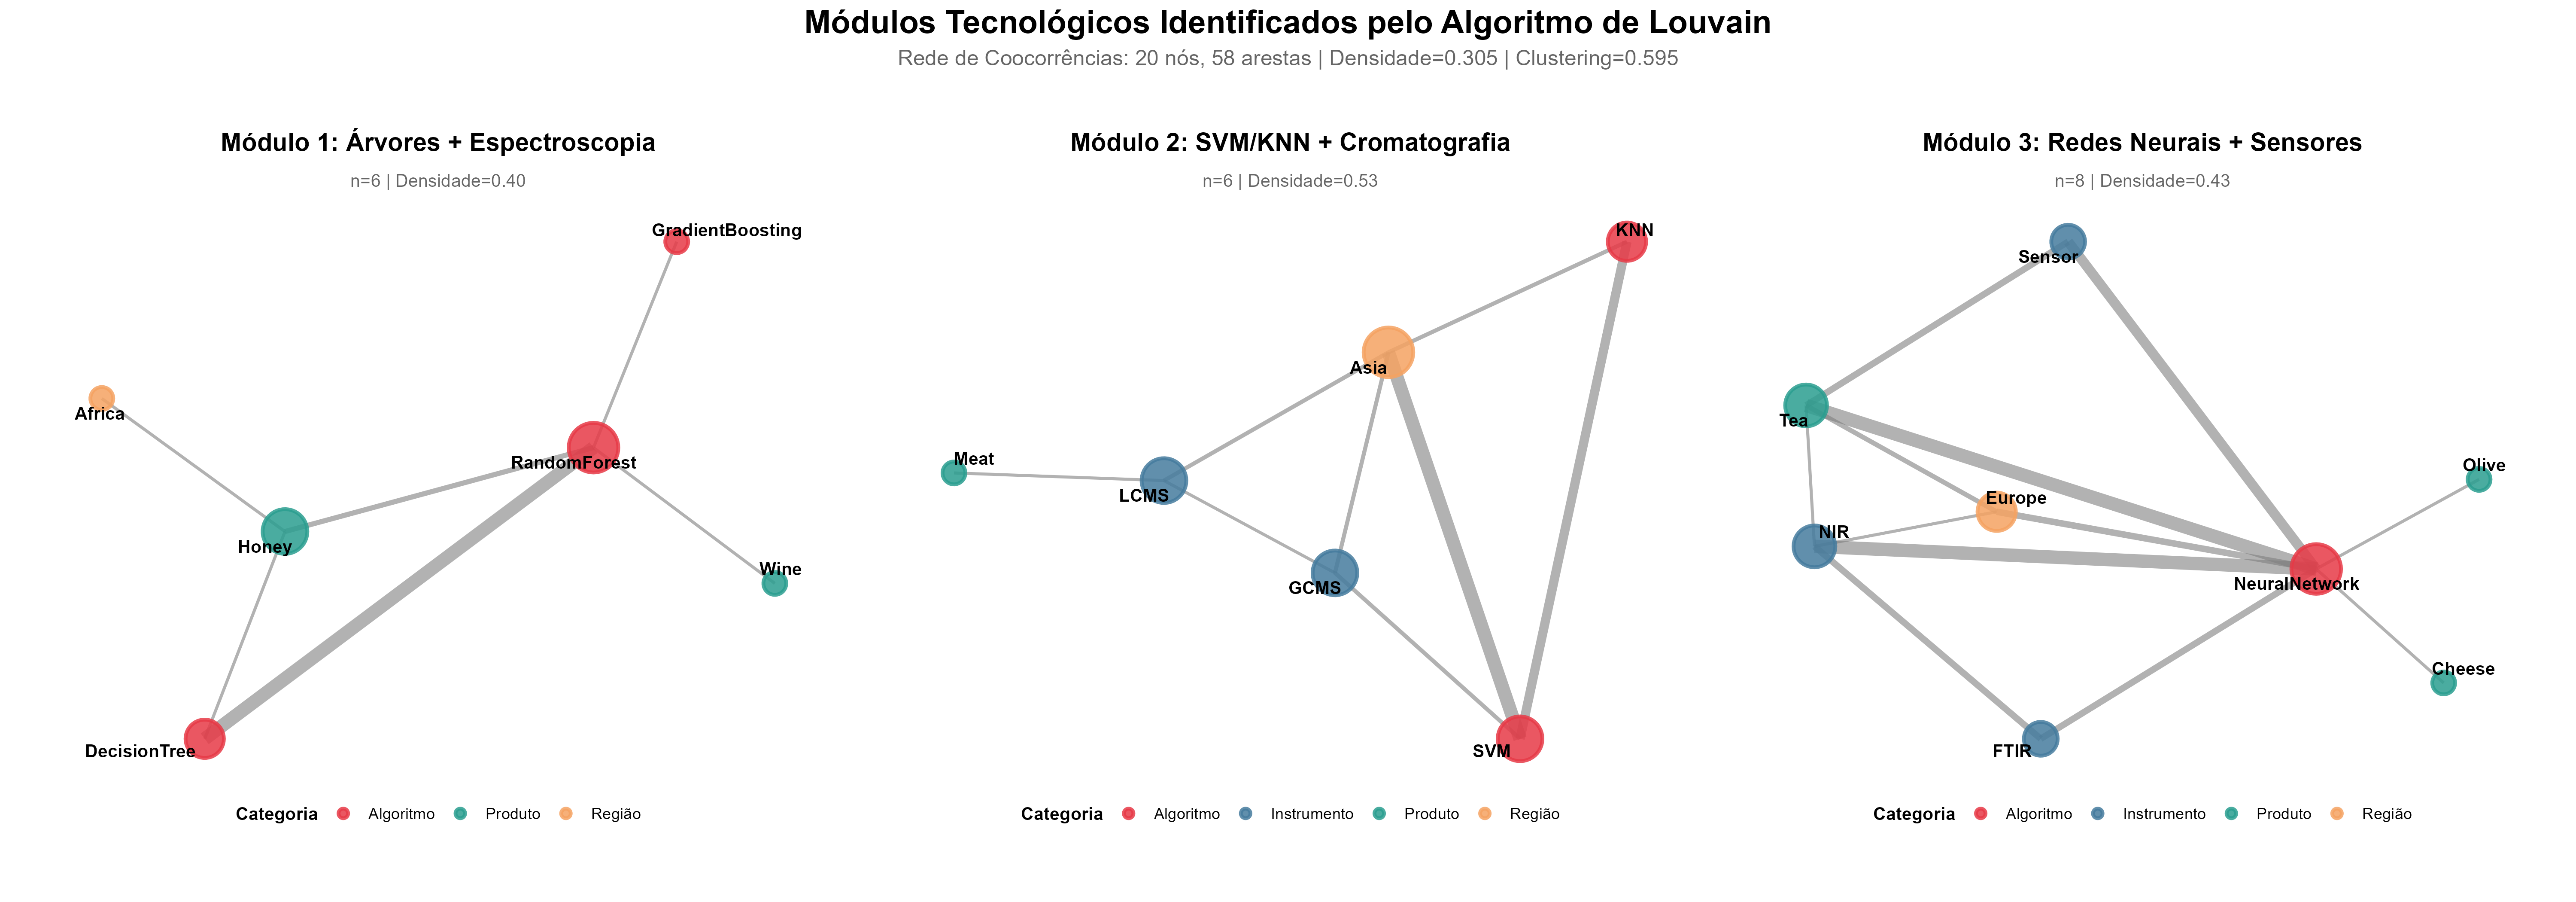 Módulos Tecnológicos Identificados pelo Algoritmo de Louvain
Rede de Coocorrências: 20 nós, 58 arestas | Densidade=0.305 | Clustering=0.595
Módulo 1: Árvores + Espectroscopia
n=6 | Densidade=0.40
GradientBoosting
Africa
RandomForest
Honey
Wine
DecisionTree
Categoria Algoritmo Produto Região
Módulo 2: SVM/KNN + Cromatografia
n=6 | Densidade=0.53
KNN
Asia
Meat
LCMS
GCMS
SVM
Categoria Algoritmo Instrumento Produto Região
Módulo 3: Redes Neurais + Sensores
n=8 | Densidade=0.43
Sensor
Tea
Olive
Europe
NIR
NeuralNetwork
Cheese
FTIR
Categoria Algoritmo Instrumento Produto Região